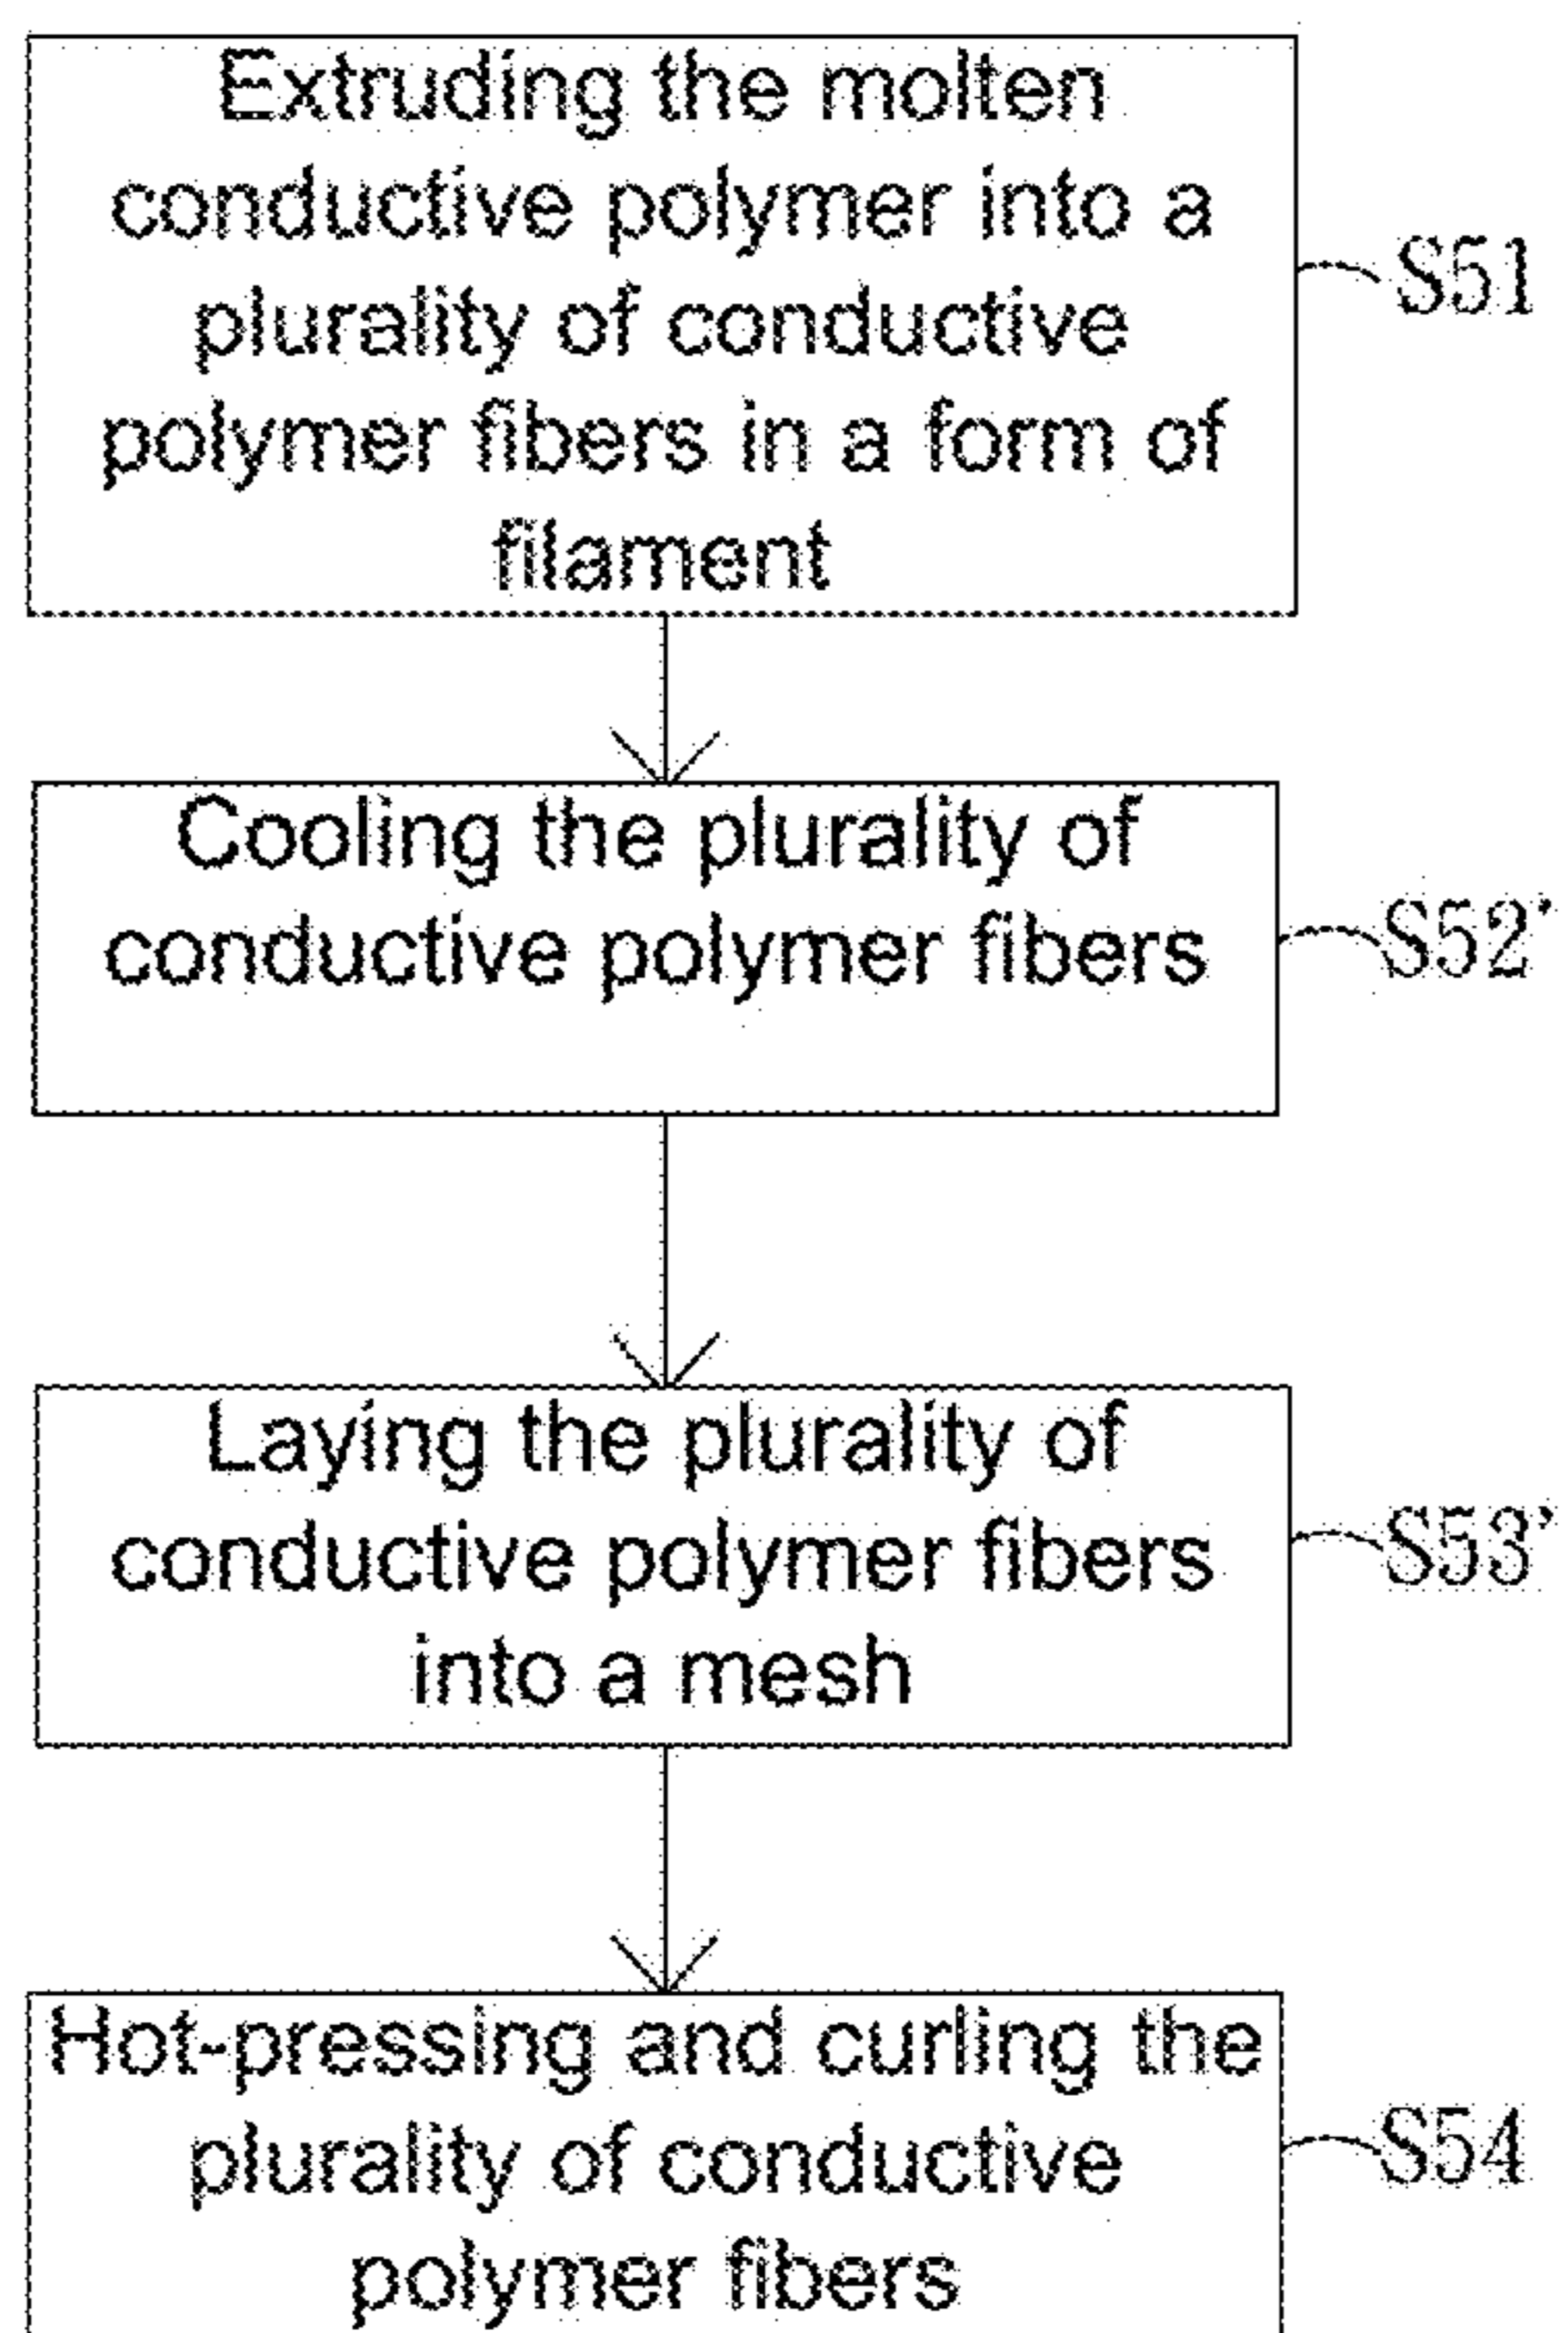 Extruding the molten
conductive polymer into a
plurality of conductive
polymer fibers in a form of
filament
S51
Cooling the plurality of
conductive polymer fibers
S52'
Laying the plurality of
conductive polymer fibers
into a mesh
S53'
Hot-pressing and curling the
plurality of conductive
polymer fibers
S54